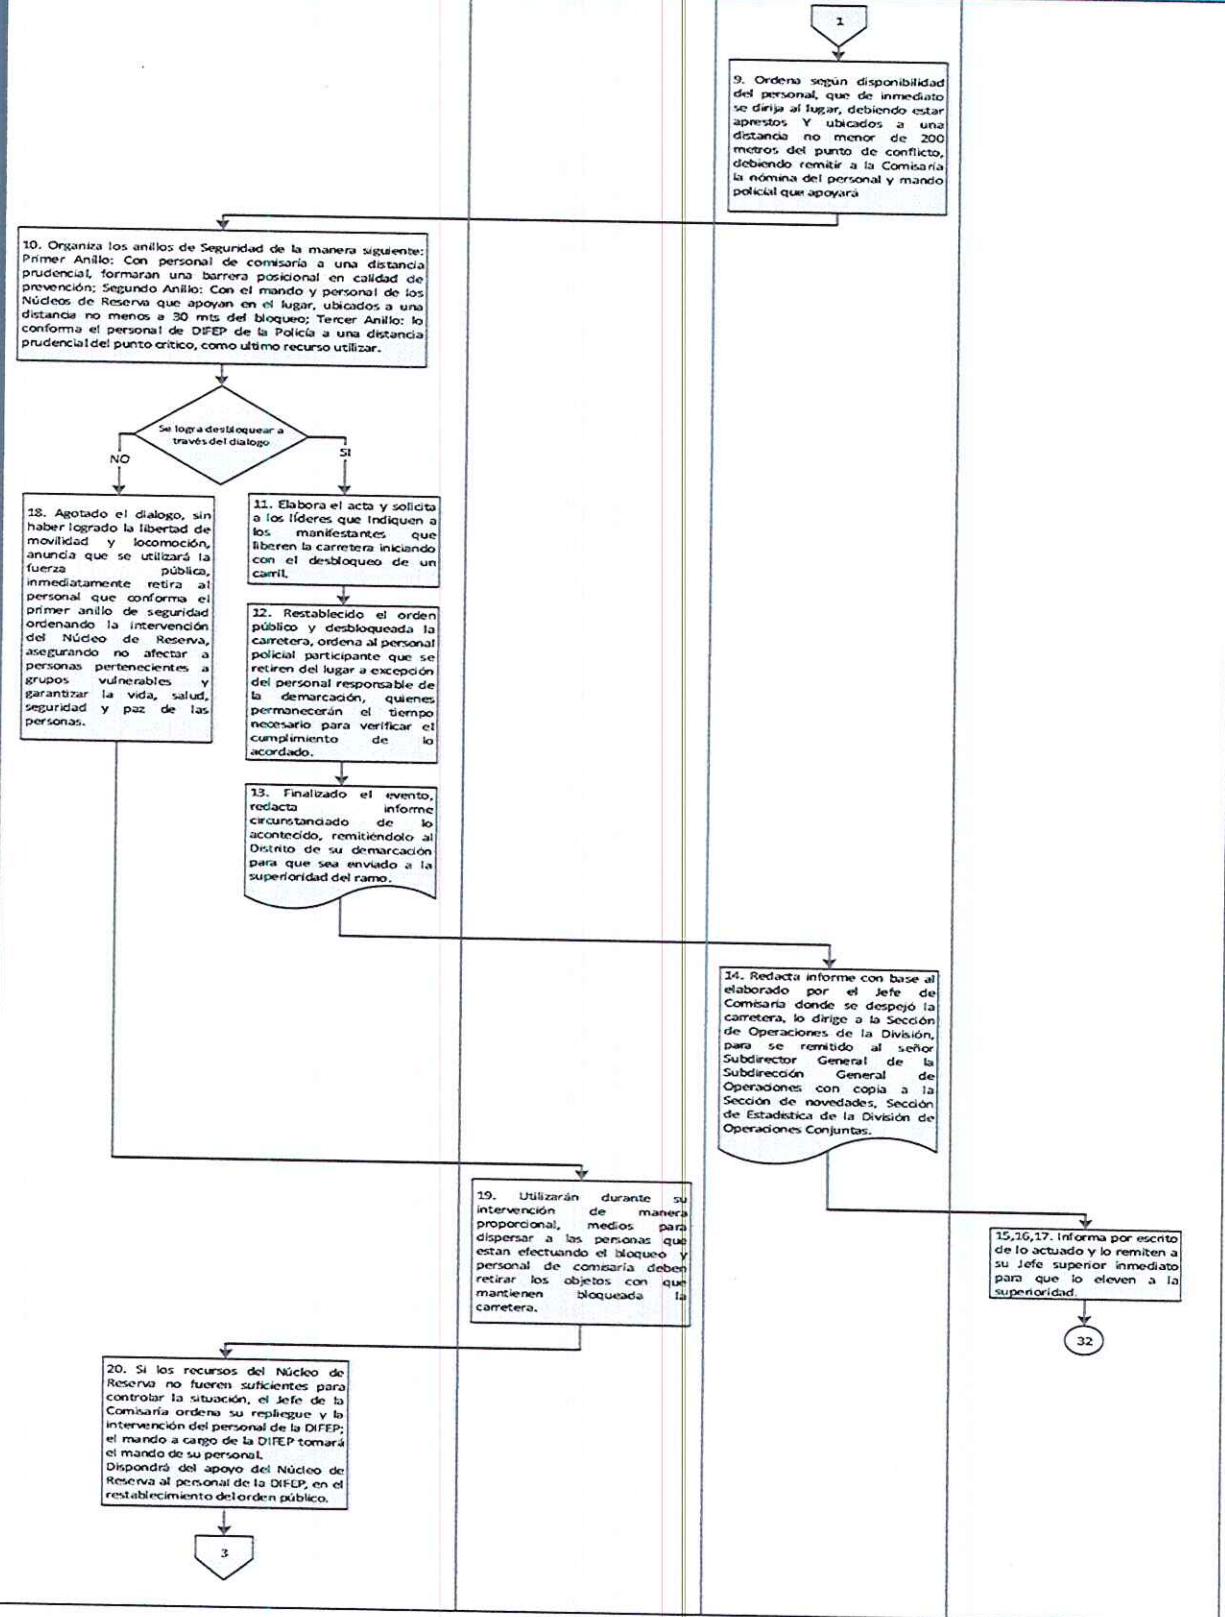 1
9. Ordena según disponibilidad
del personal, que de inmediato
se dirija al lugar, debiendo estar
aprestos Y ubicados a una
distancia no menor de 200
metros del punto de conflicto,
debiendo remitir a la Comisaría
la nómina del personal y mando
policial que apoyará
10. Organiza los anillos de Seguridad de la manera siguiente:
Primer Anillo: Con personal de comisaría a una distancia
prudencial, formaran una barrera posicional en calidad de
prevención; Segundo Anillo: Con el mando y personal de los
Núcleos de Reserva que apoyan en el lugar, ubicados a una
distancia no menos a 30 mts del bloqueo; Tercer Anillo: lo
conforma el personal de DIFEP de la Policía a una distancia
prudencial del punto crítico, como ultimo recurso utilizar.
Se logra desbloquear a
través del dialogo
NO
SI
18. Agotado el dialogo, sin
haber logrado la libertad de
movilidad y locomoción,
anuncia que se utilizará la
fuerza pública,
inmediatamente retira al
personal que conforma el
primer anillo de seguridad
ordenando la intervención
del Núcleo de Reserva,
asegurando no afectar a
personas pertenecientes a
grupos vulnerables y
garantizar la vida, salud,
seguridad y paz de las
personas.
11. Elabora el acta y solicita
a los líderes que Indiquen a
los manifestantes que
liberen la carretera iniciando
con el desbloqueo de un
carril.
12. Restablecido el orden
público y desbloqueada la
carretera, ordena al personal
policial participante que se
retiren del lugar a excepción
del personal responsable de
la demarcación, quienes
permanecerán el tiempo
necesario para verificar el
cumplimiento de lo
acordado.
13. Finalizado el evento,
redacta informe
circunstanciado de lo
acontecido, remitiéndolo al
Distrito de su demarcación
para que sea enviado a la
superioridad del ramo.
14. Redacta informe con base al
elaborado por el Jefe de
Comisaría donde se despejó la
carretera, lo dirige a la Sección
de Operaciones de la División,
para se remitido al señor
Subdirector General de la
Subdirección General de
Operaciones con copia a la
Sección de novedades, Sección
de Estadística de la División de
Operaciones Conjuntas.
15,16,17. Informa por escrito
de lo actuado y lo remiten a
su Jefe superior inmediato
para que lo eleven a la
superioridad.
32
19. Utilizarán durante su
intervención de manera
proporcional, medios para
dispersar a las personas que
estan efectuando el bloqueo y
personal de comisaría deben
retirar los objetos con que
mantienen bloqueada la
carretera.
20. Si los recursos del Núcleo de
Reserva no fueren suficientes para
controlar la situación, el Jefe de la
Comisaría ordena su repliegue y la
intervención del personal de la DIFEP;
el mando a cargo de la DIFEP tomará
el mando de su personal.
Dispondrá del apoyo del Núcleo de
Reserva al personal de la DIFEP, en el
restablecimiento del orden público.
3